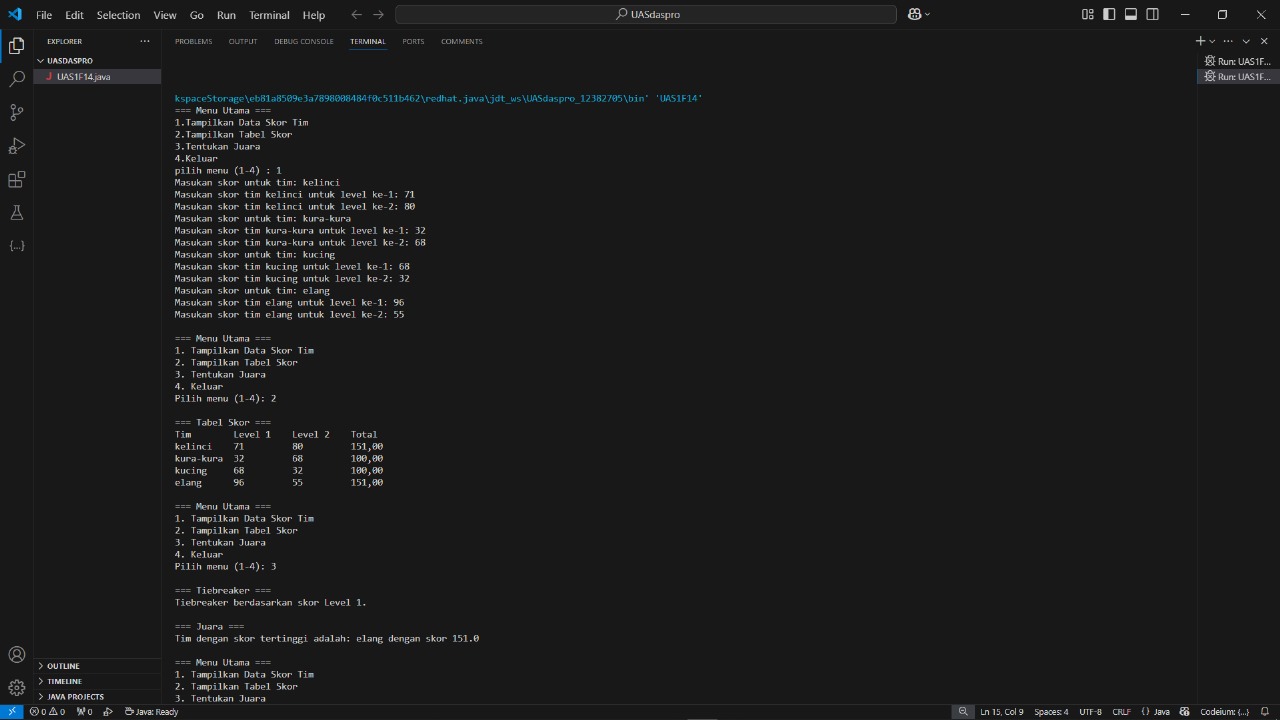 File Edit Selection View Go Run Terminal Help
UASdaspro
EXPLORER
PROBLEMS OUTPUT DEBUG CONSOLE TERMINAL PORTS COMMENTS
UASDASPRO
J UAS1F14.java
Run: UAS1F...
Run: UAS1F...
kspaceStorage\eb81a8509e3a7898008484f0c511b462\redhat.java\jdt_ws\UASdaspro_12382705\bin' 'UAS1F14'
=== Menu Utama ===
1.Tampilkan Data Skor Tim
2.Tampilkan Tabel Skor
3.Tentukan Juara
4.Keluar
pilih menu (1-4) : 1
Masukan skor untuk tim: kelinci
Masukan skor tim kelinci untuk level ke-1: 71
Masukan skor tim kelinci untuk level ke-2: 80
Masukan skor untuk tim: kura-kura
Masukan skor tim kura-kura untuk level ke-1: 32
Masukan skor tim kura-kura untuk level ke-2: 68
Masukan skor untuk tim: kucing
Masukan skor tim kucing untuk level ke-1: 68
Masukan skor tim kucing untuk level ke-2: 32
Masukan skor untuk tim: elang
Masukan skor tim elang untuk level ke-1: 96
Masukan skor tim elang untuk level ke-2: 55
=== Menu Utama ===
1. Tampilkan Data Skor Tim
2. Tampilkan Tabel Skor
3. Tentukan Juara
4. Keluar
Pilih menu (1-4): 2
=== Tabel Skor ===
Tim Level 1 Level 2 Total
kelinci 71 80 151,00
kura-kura 32 68 100,00
kucing 68 32 100,00
elang 96 55 151,00
=== Menu Utama ===
1. Tampilkan Data Skor Tim
2. Tampilkan Tabel Skor
3. Tentukan Juara
4. Keluar
Pilih menu (1-4): 3
=== Tiebreaker ===
Tiebreaker berdasarkan skor Level 1.
=== Juara ===
Tim dengan skor tertinggi adalah: elang dengan skor 151.0
=== Menu Utama ===
1. Tampilkan Data Skor Tim
2. Tampilkan Tabel Skor
3. Tentukan Juara
OUTLINE
TIMELINE
JAVA PROJECTS
0 0 0 Java: Ready Ln 15, Col 9 Spaces: 4 UTF-8 CRLF {} Java Codeium: {...}